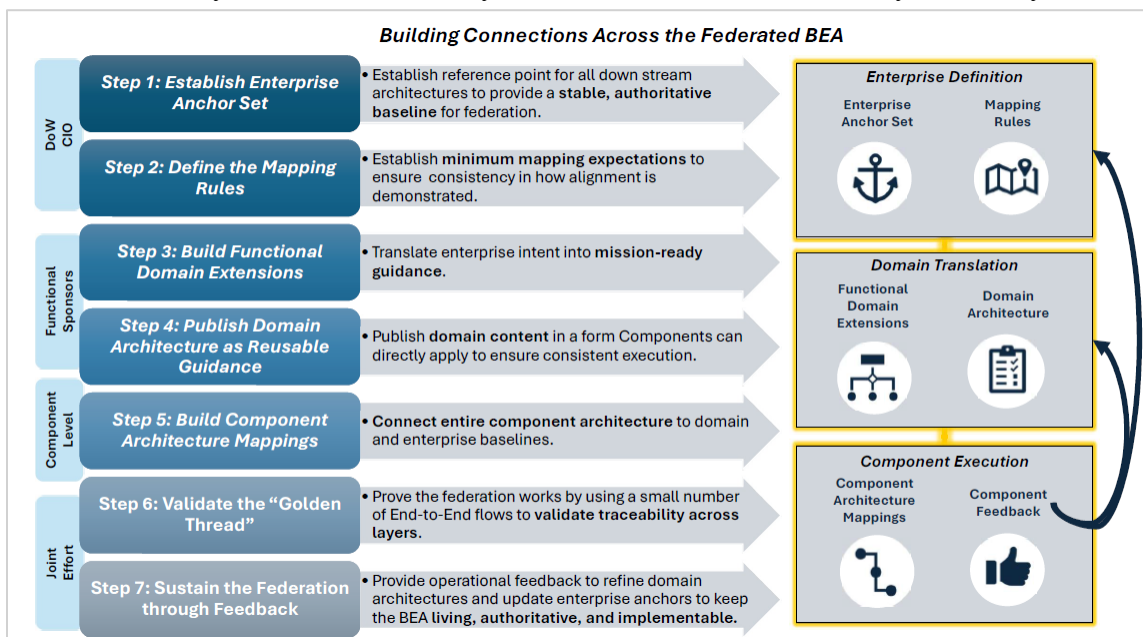 Building Connections Across the Federated BEA
DoW
CIO
Step 1: Establish Enterprise
Anchor Set
• Establish reference point for all down stream
architectures to provide a stable, authoritative
baseline for federation.
Step 2: Define the Mapping
Rules
• Establish minimum mapping expectations to
ensure consistency in how alignment is
demonstrated.
Functional
Sponsors
Step 3: Build Functional
Domain Extensions
• Translate enterprise intent into mission-ready
guidance.
Step 4: Publish Domain
Architecture as Reusable
Guidance
• Publish domain content in a form Components can
directly apply to ensure consistent execution.
Component
Level
Step 5: Build Component
Architecture Mappings
• Connect entire component architecture to domain
and enterprise baselines.
Joint
Effort
Step 6: Validate the “Golden
Thread”
• Prove the federation works by using a small number
of End-to-End flows to validate traceability across
layers.
Step 7: Sustain the Federation
through Feedback
• Provide operational feedback to refine domain
architectures and update enterprise anchors to keep
the BEA living, authoritative, and implementable.
Enterprise Definition
Enterprise
Anchor Set
Mapping
Rules
Domain Translation
Functional
Domain
Extensions
Domain
Architecture
Component Execution
Component
Architecture
Mappings
Component
Feedback